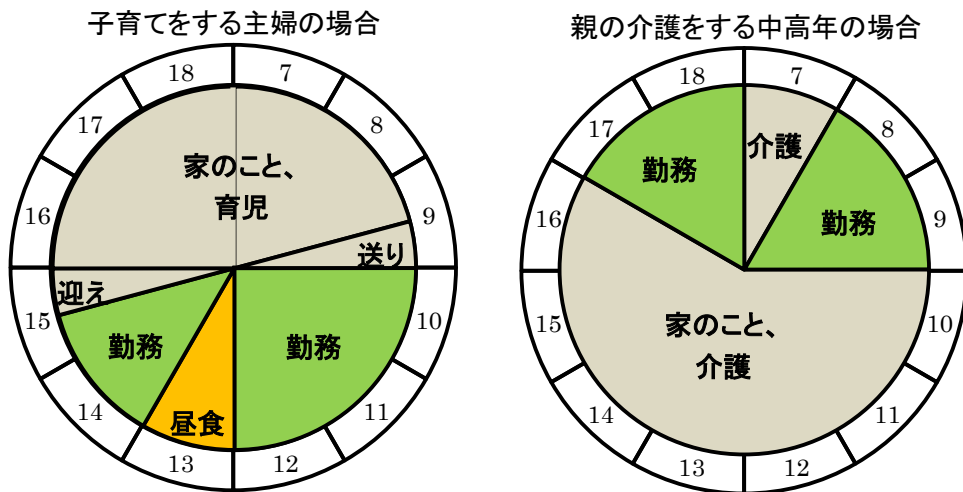 子育てをする主婦の場合
18
7
17
8
16
9
15
10
14
11
13
12
家のこと、
育児
送り
迎え
勤務
勤務
昼食
親の介護をする中高年の場合
18
7
17
8
16
9
15
10
14
11
13
12
介護
勤務
勤務
家のこと、
介護